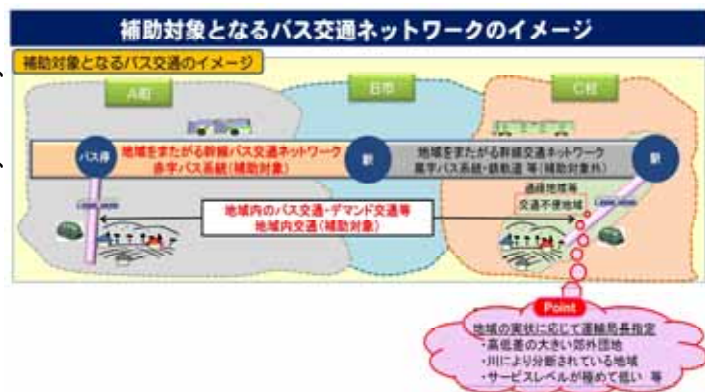 補助対象となるバス交通ネットワークのイメージ
補助対象となるバス交通のイメージ
A町
B市
C村
バス停
地域をまたがる幹線バス交通ネットワーク
赤字バス系統(補助対象)
駅
地域をまたがる幹線交通ネットワーク
黒字バス系統・鉄軌道 等(補助対象外)
駅
過疎地域等
交通不便地域
地域内のバス交通・デマンド交通等
地域内交通(補助対象)
Point
地域の実状に応じて運輸局長指定
・高低差の大きい郊外団地
・川により分断されている地域
・サービスレベルが極めて低い 等